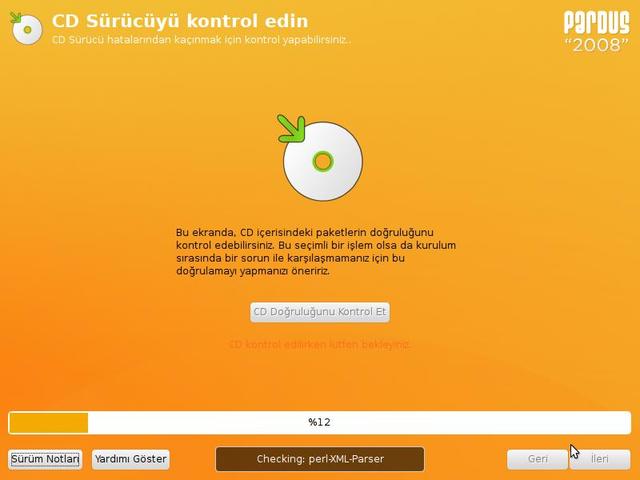 CD Sürücüyü kontrol edin
CD Sürücü hatalarından kaçınmak için kontrol yapabilirsiniz..
PARDUS
“2008”
Bu ekranda, CD içerisindeki paketlerin doğruluğunu
kontrol edebilirsiniz. Bu seçimli bir işlem olsa da kurulum
sırasında bir sorun ile karşılaşmamanız için bu
doğrulamayı yapmanızı öneririz.
CD Doğruluğunu Kontrol Et
CD kontrol edilirken lütfen bekleyiniz.
%12
Sürüm Notları
Yardımı Göster
Checking: perl-XML-Parser
Geri
İleri